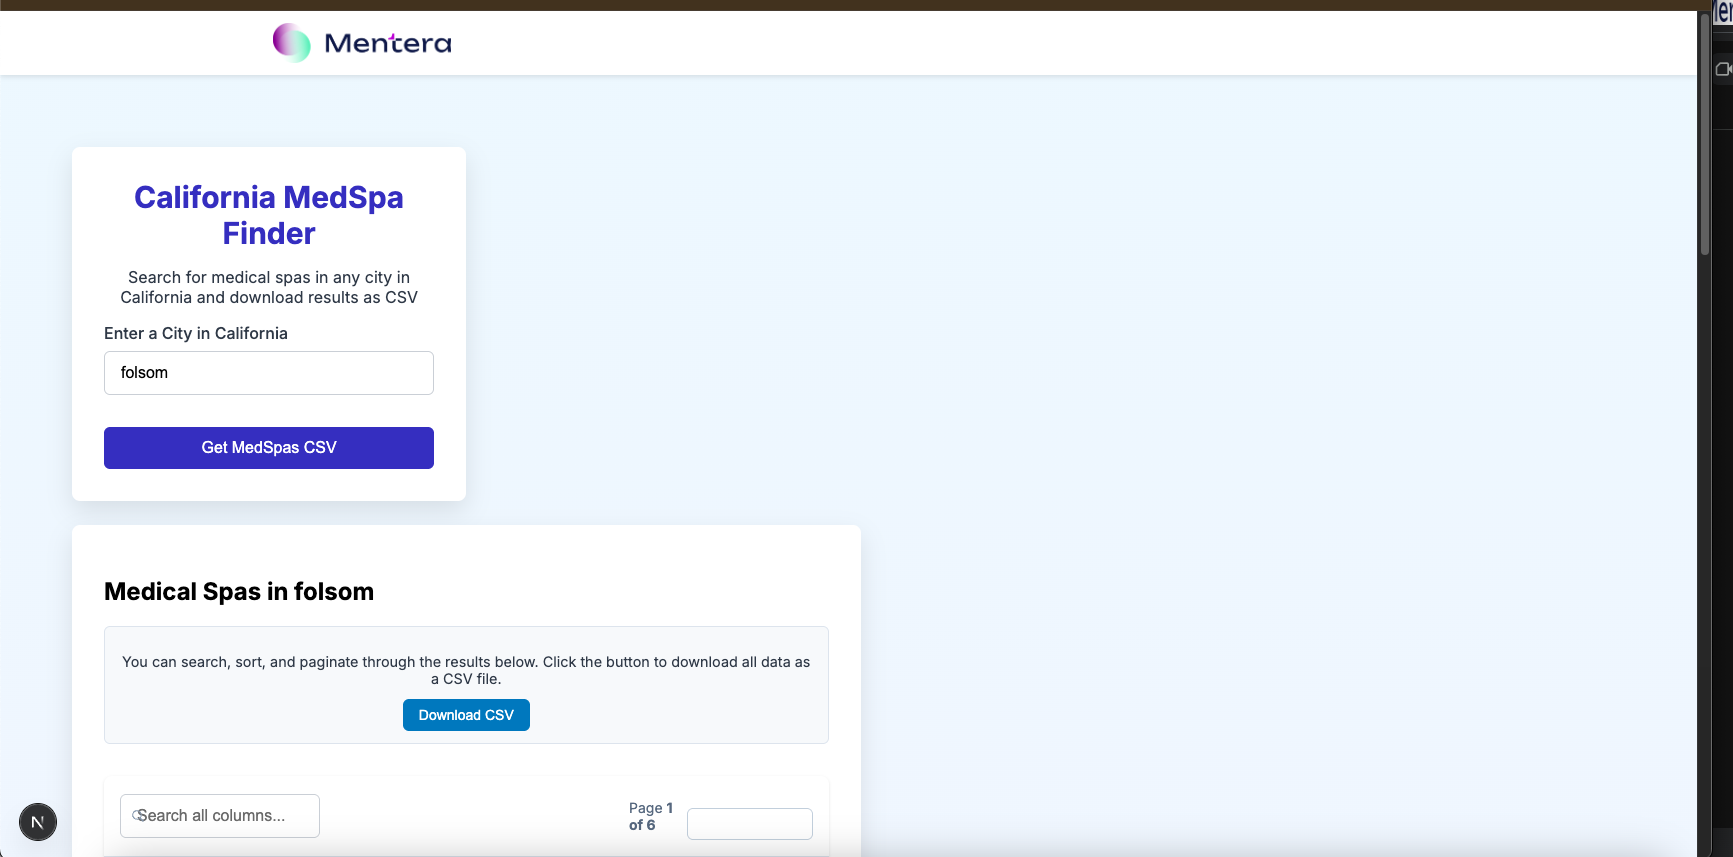 Mentera
California MedSpa
Finder
Search for medical spas in any city in
California and download results as CSV
Enter a City in California
folsom
Get MedSpas CSV
Medical Spas in folsom
You can search, sort, and paginate through the results below. Click the button to download all data as
a CSV file.
Download CSV
Search all columns...
Page 1
of 6
N